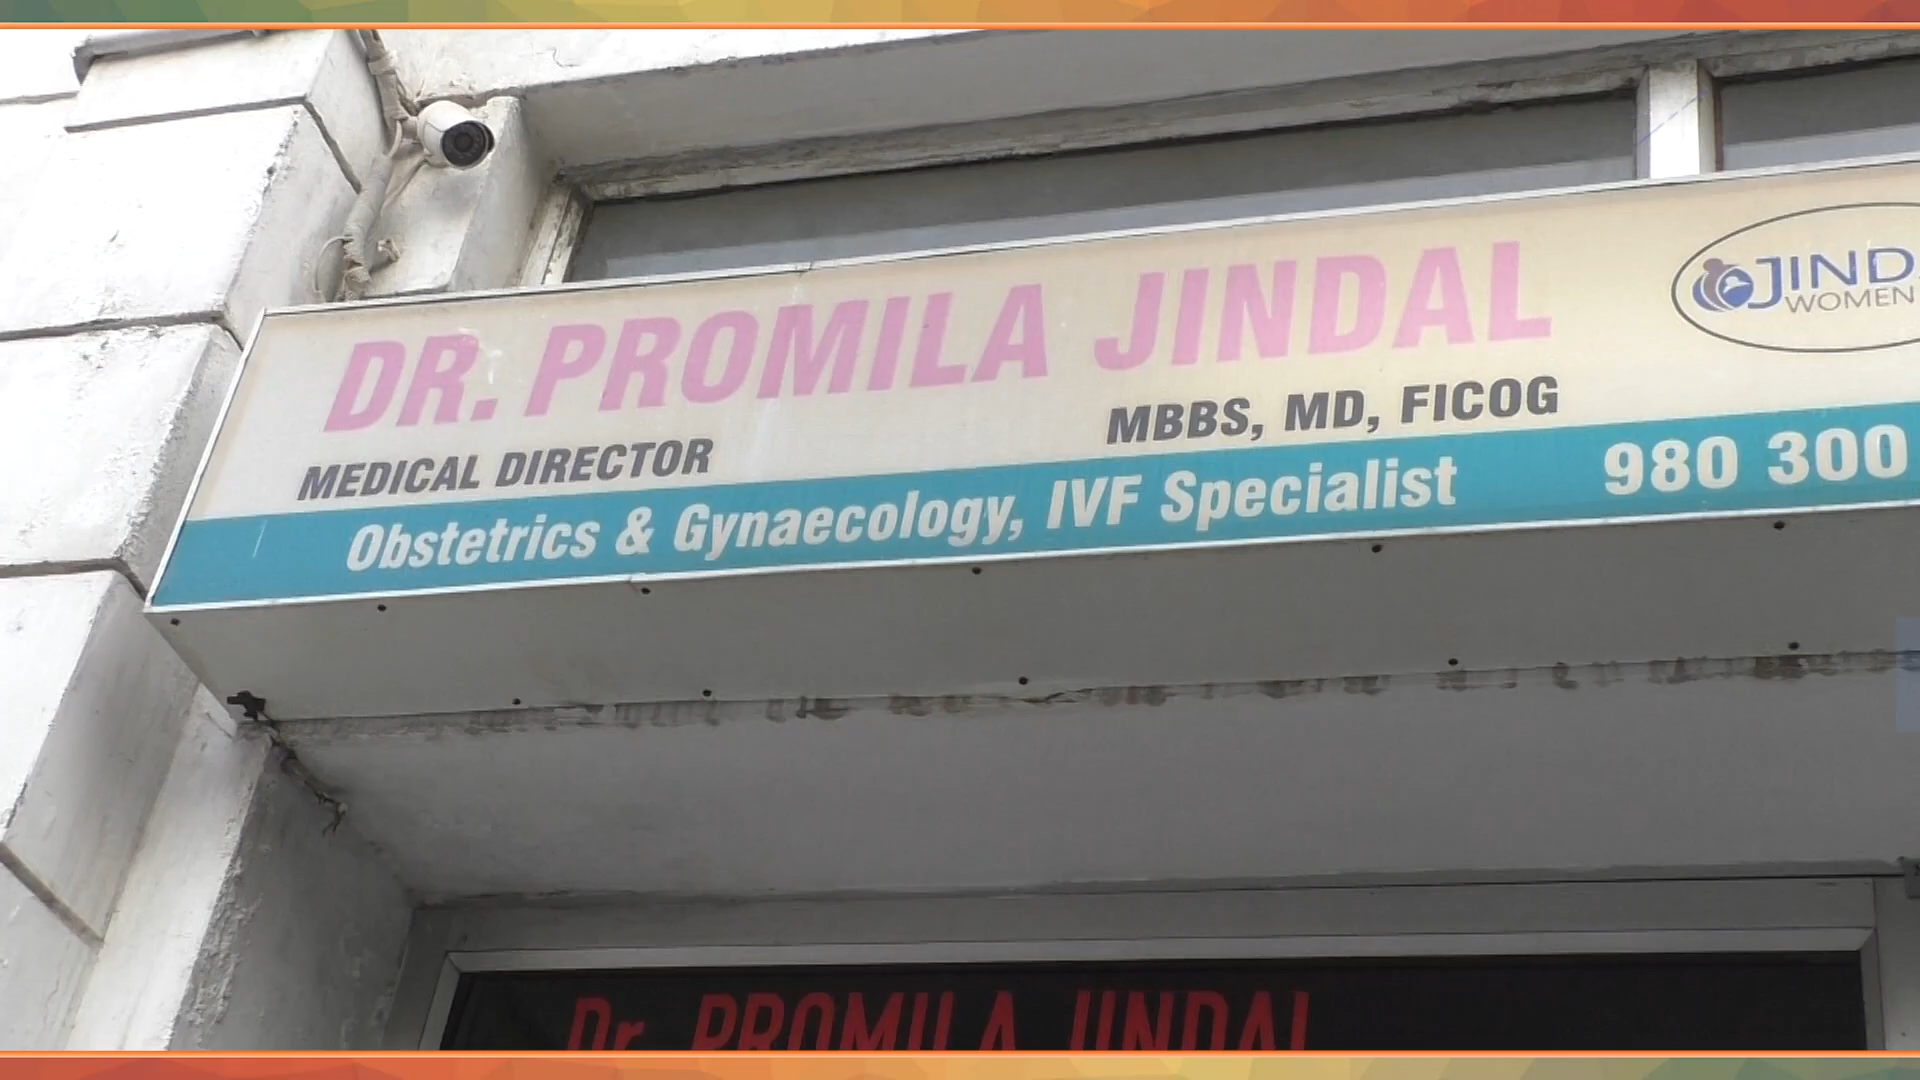 DR. PROMILA JINDAL
MEDICAL DIRECTOR
MBBS, MD, FICOG
Obstetrics & Gynaecology, IVF Specialist
980 300
JIND
WOMEN
Dr. PROMILA JINDAL